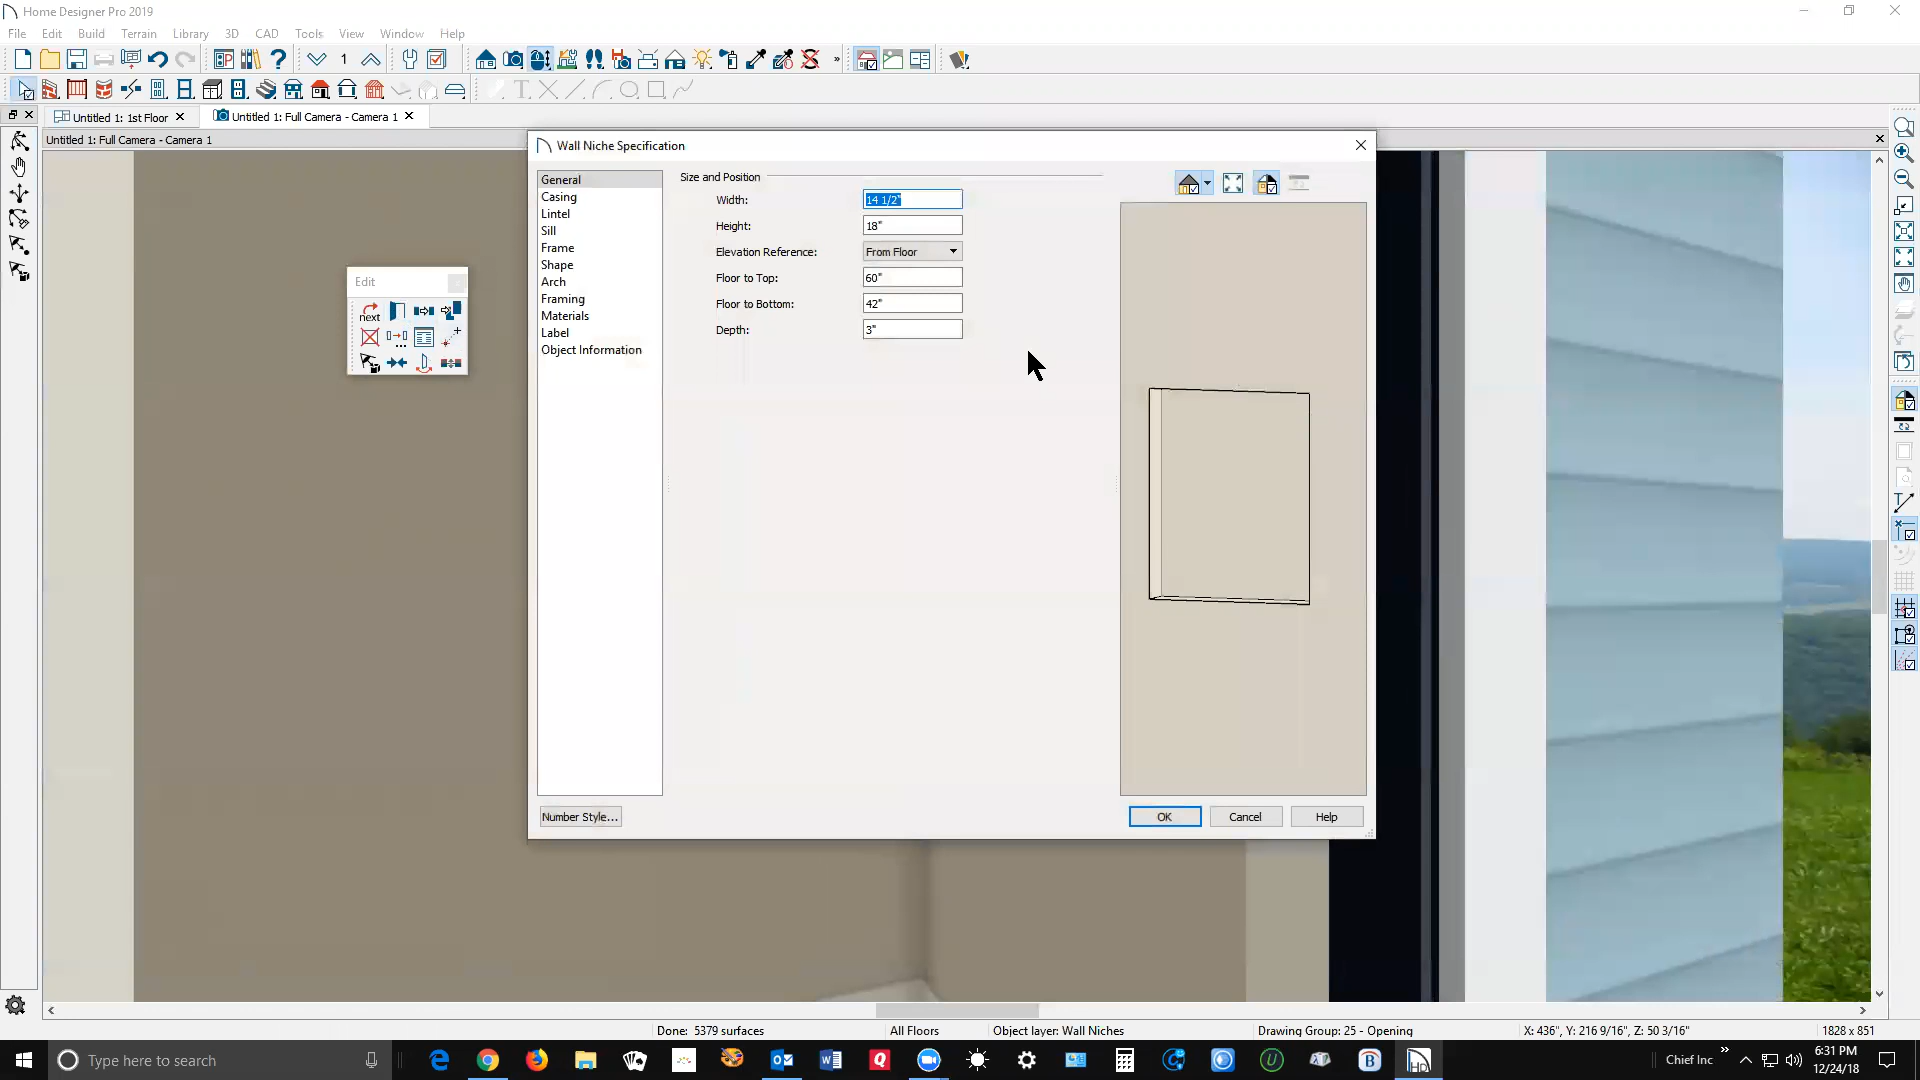 Home Designer Pro 2019
File Edit Build Terrain Library 3D CAD Tools View Window Help
1
Untitled 1: 1st Floor Untitled 1: Full Camera - Camera 1
Untitled 1: Full Camera - Camera 1
Wall Niche Specification
General
Casing
Lintel
Sill
Frame
Shape
Arch
Framing
Materials
Label
Object Information
Size and Position
Width: 14 1/2"
Height: 18"
Elevation Reference: From Floor
Floor to Top: 60"
Floor to Bottom: 42"
Depth: 3"
Edit
next
Number Style... OK Cancel Help
Done: 5379 surfaces All Floors Object layer: Wall Niches Drawing Group: 25 - Opening X: 436", Y: 216 9/16", Z: 50 3/16" 1828 x 851
Type here to search Chief Inc 6:31 PM
12/24/18